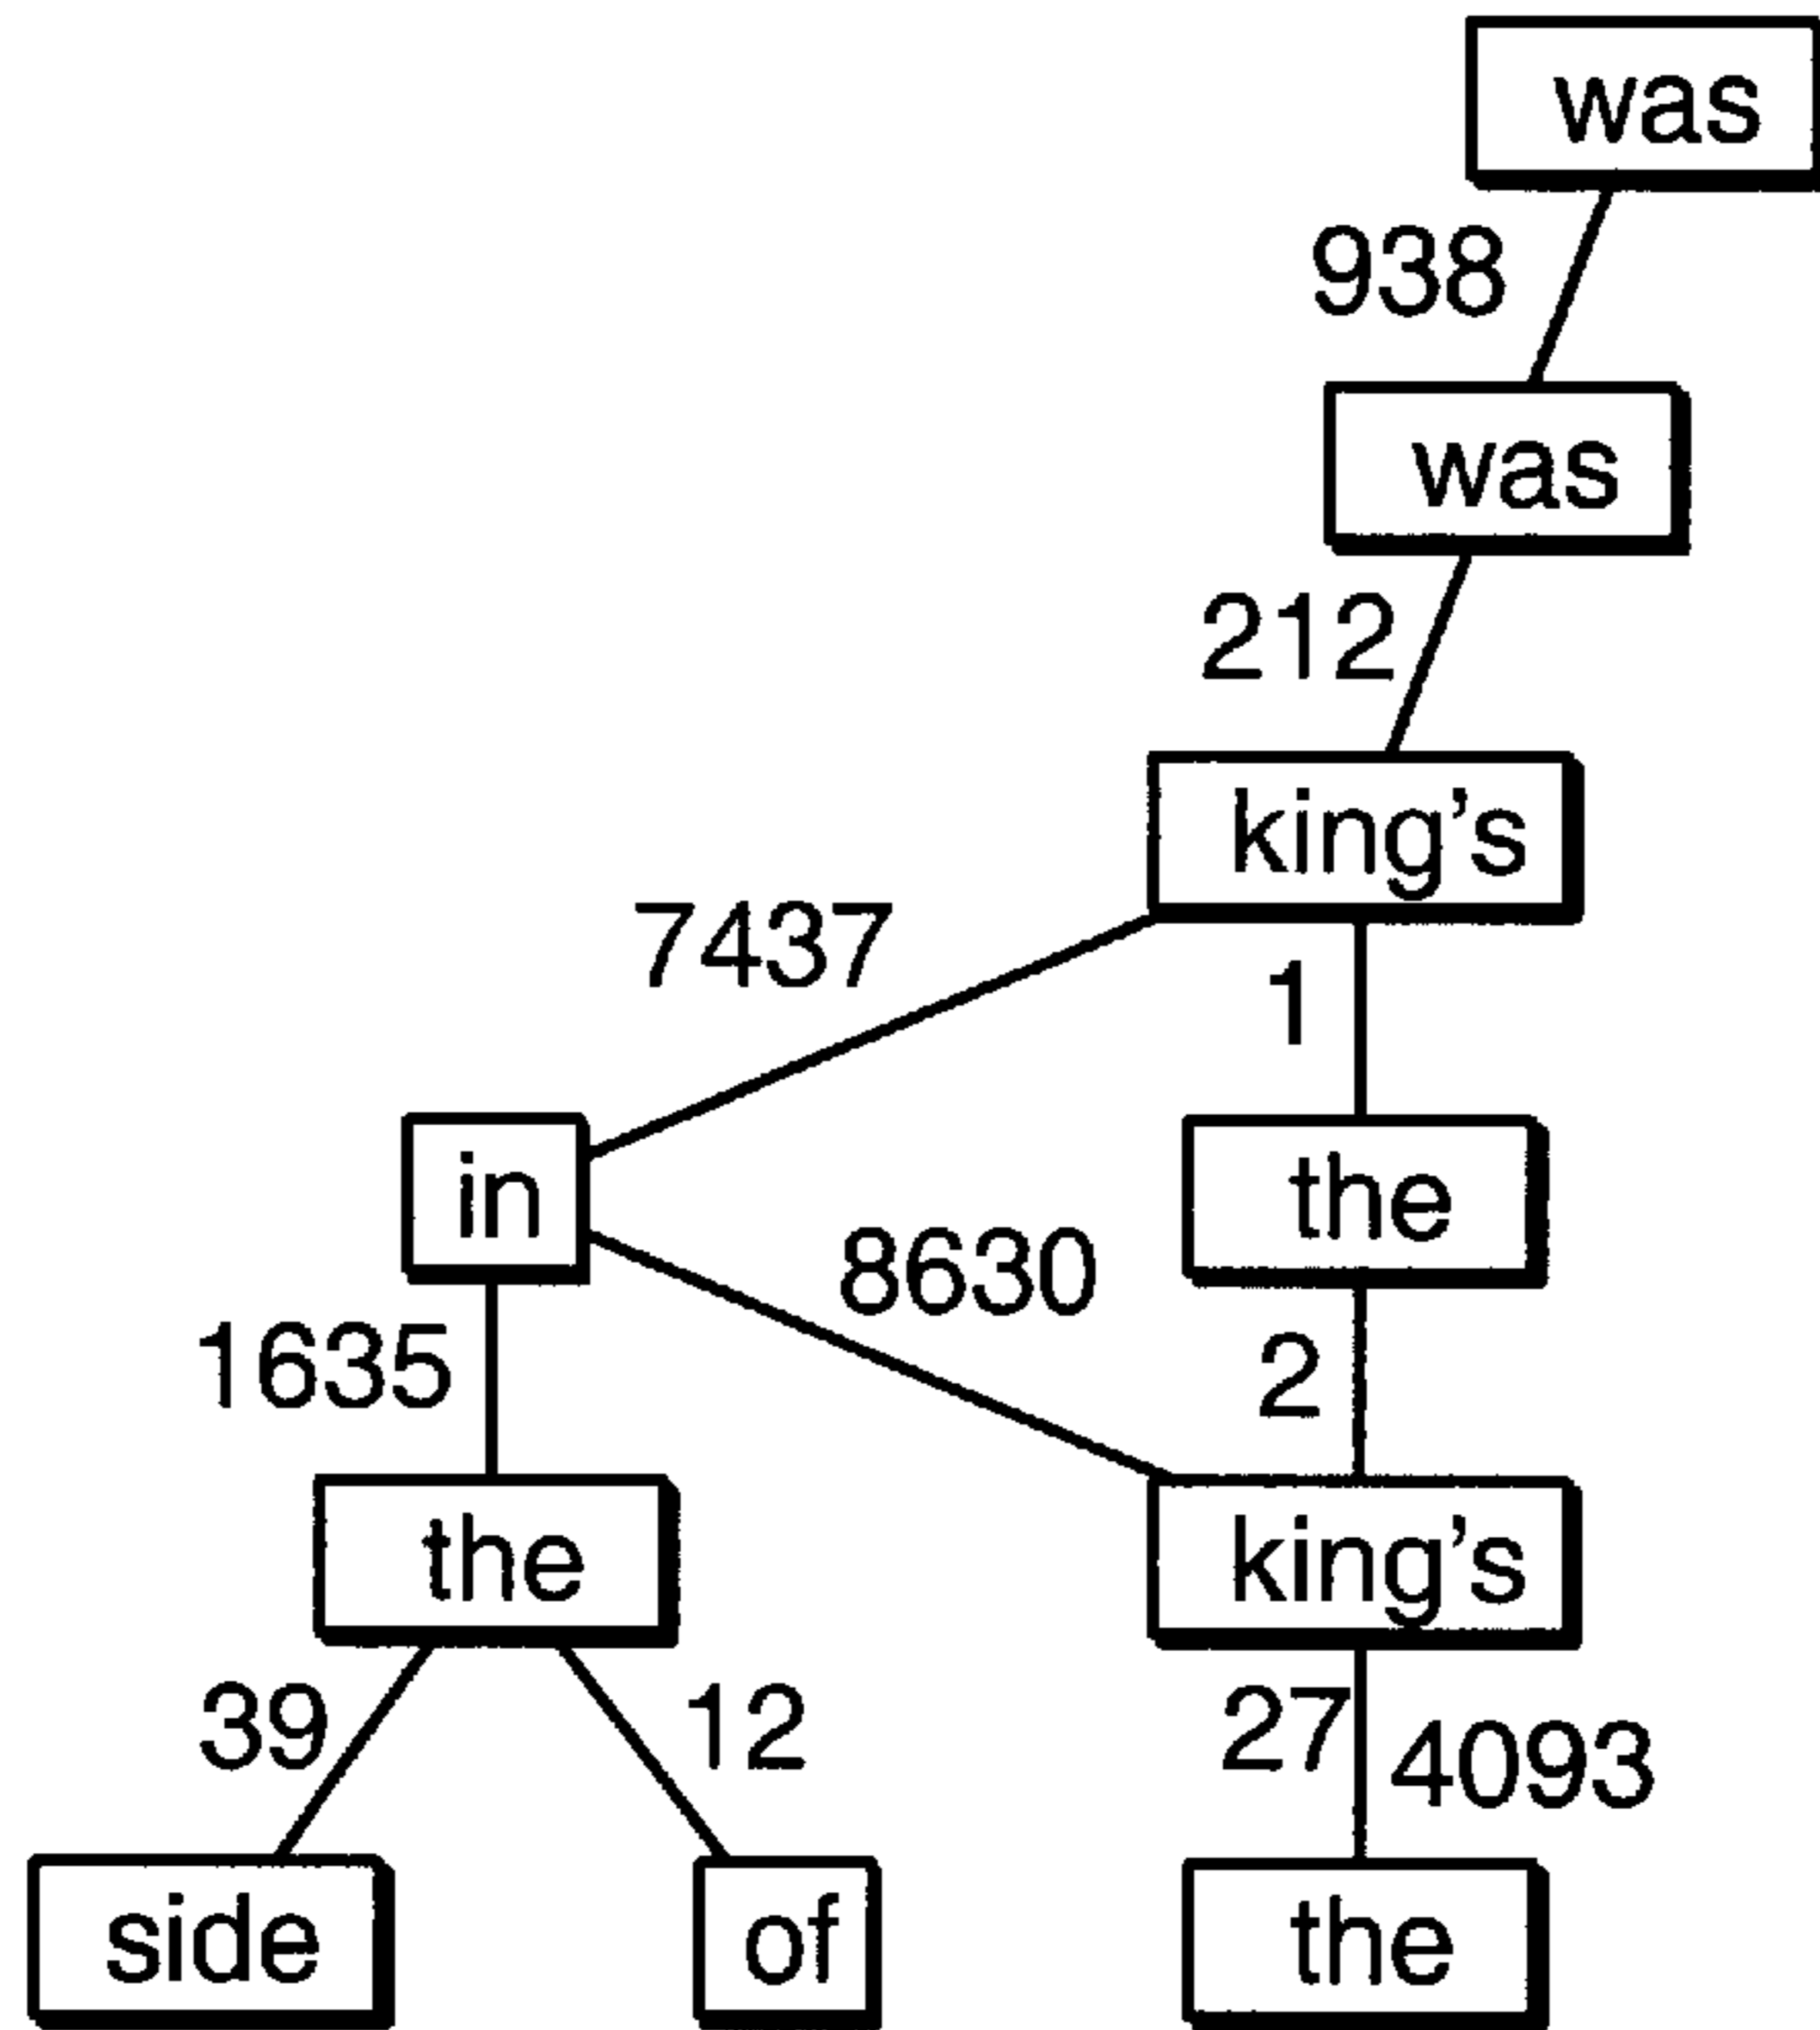 was
938
was
212
king's
7437
1
in
the
8630
1635
2
the
king's
39
12
27
4093
side
of
the